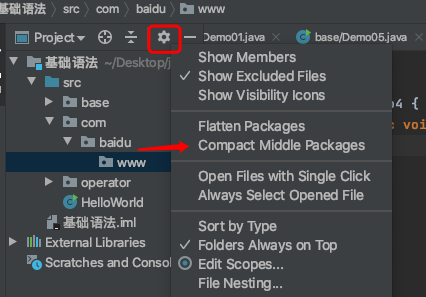 基础语法 src com baidu www
Project
Demo01.java base/Demo05.java
基础语法 ~/Desktop/j
src
base
com
baidu
www
operator
HelloWorld
基础语法.iml
External Libraries
Scratches and Consol
Show Members
Show Excluded Files
Show Visibility Icons
Flatten Packages
Compact Middle Packages
Open Files with Single Click
Always Select Opened File
Sort by Type
Folders Always on Top
Edit Scopes...
File Nesting...
o4 {
c voi